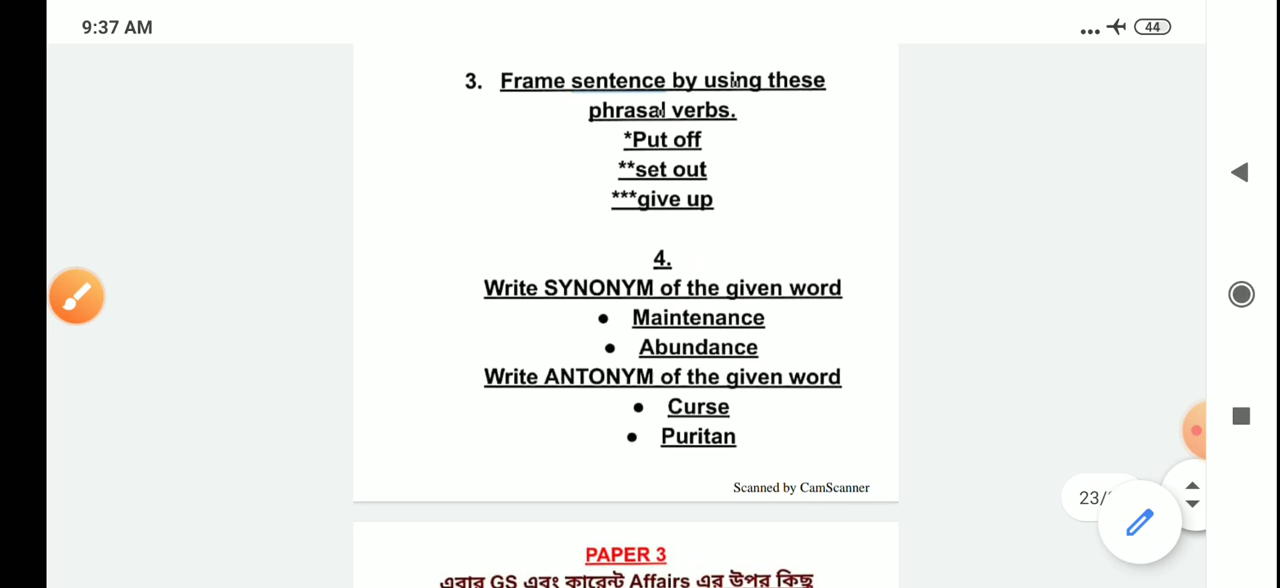 9:37 AM
44
3. Frame sentence by using these
phrasal verbs.
*Put off
**set out
***give up
4.
Write SYNONYM of the given word
● Maintenance
● Abundance
Write ANTONYM of the given word
● Curse
● Puritan
Scanned by CamScanner
23/
PAPER 3
এবার GS এবং কারেন্ট Affairs এর উপর কিছু